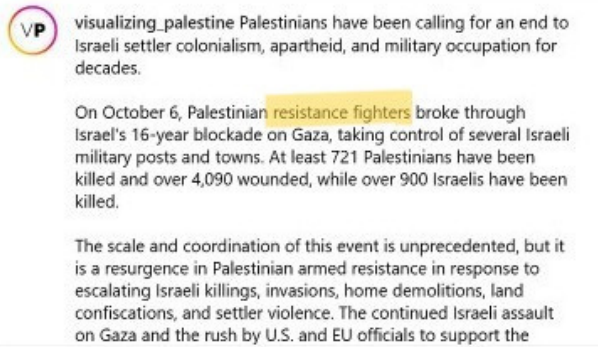 VP
visualizing_palestine Palestinians have been calling for an end to
Israeli settler colonialism, apartheid, and military occupation for
decades.
On October 6, Palestinian resistance fighters broke through
Israel's 16-year blockade on Gaza, taking control of several Israeli
military posts and towns. At least 721 Palestinians have been
killed and over 4,090 wounded, while over 900 Israelis have been
killed.
The scale and coordination of this event is unprecedented, but it
is a resurgence in Palestinian armed resistance in response to
escalating Israeli killings, invasions, home demolitions, land
confiscations, and settler violence. The continued Israeli assault
on Gaza and the rush by U.S. and EU officials to support the